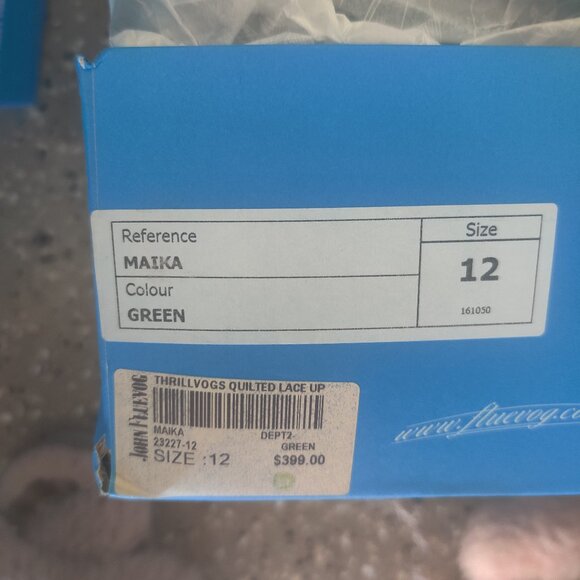 Reference
MAIKA
Colour
GREEN
Size
12
161050
JOHN FLUEVOG
THRILLVOGS QUILTED LACE UP
MAIKA DEPT2-
23227-12 GREEN
SIZE :12 $399.00
www.fluevog.co